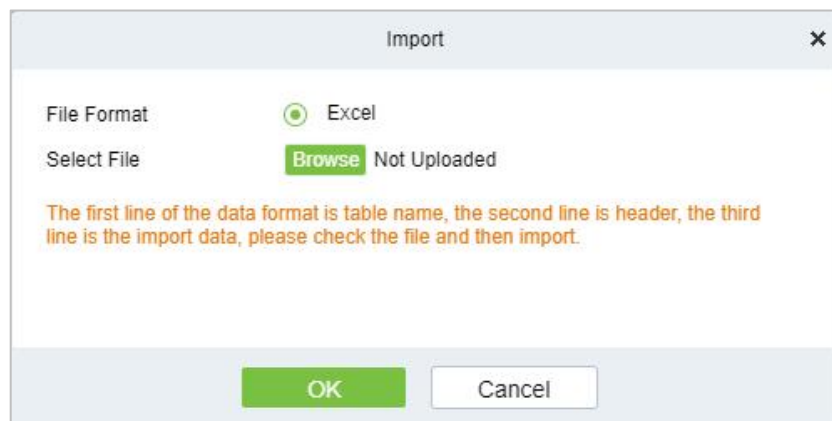 Import
File Format
Excel
Select File
Browse Not Uploaded
The first line of the data format is table name, the second line is header, the third
line is the import data, please check the file and then import.
OK
Cancel